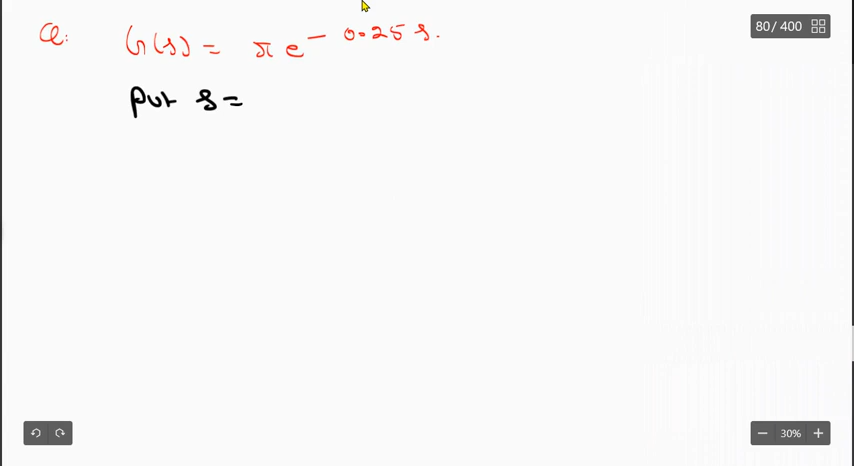 Q: G(s) = π e^- 0.25 s.
80/400
put s =
30%